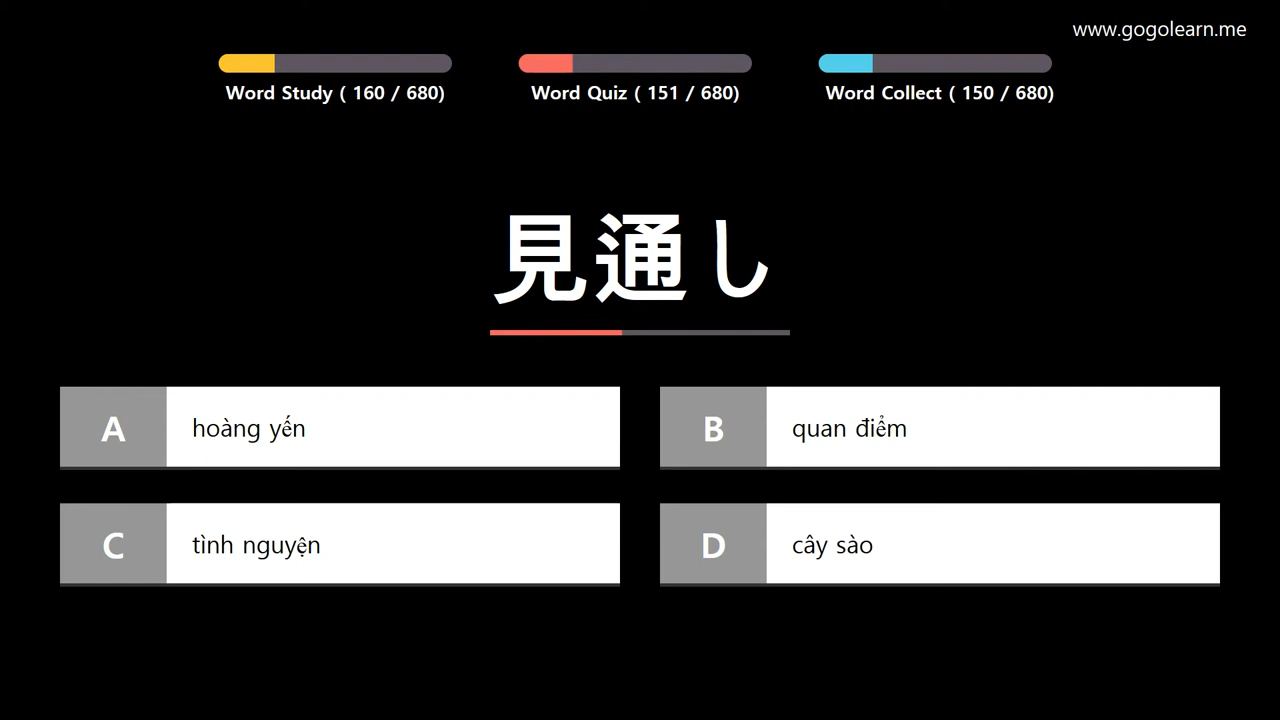 www.gogolearn.me
Word Study ( 160 / 680)
Word Quiz ( 151 / 680)
Word Collect ( 150 / 680)
見通し
A
hoàng yến
B
quan điểm
C
tình nguyện
D
cây sào